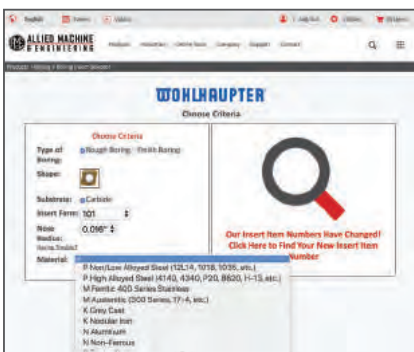 English
Videos
ALLIED MACHINE
& ENGINEERING
Products Industries Online Tools Company Support Contact
WOHLHAUPTER
Choose Criteria
Choose Criteria
Type of Boring: Rough Boring Finish Boring
Shape:
Substrate: Carbide
Insert Form: 101
Nose Radius: 0.096"
Material:
P Non/Low Alloyed Steel (12L14, 1018, 1035, etc.)
P High Alloyed Steel (4140, 4340, P20, 8620, H-13, etc.)
M Ferritic 400 Series Stainless
M Austenitic (300 Series, 17-4, etc.)
K Grey Cast
K Nodular Iron
N Aluminum
N Non-Ferrous
Our Insert Item Numbers Have Changed!
Click Here to Find Your New Insert Item
Number